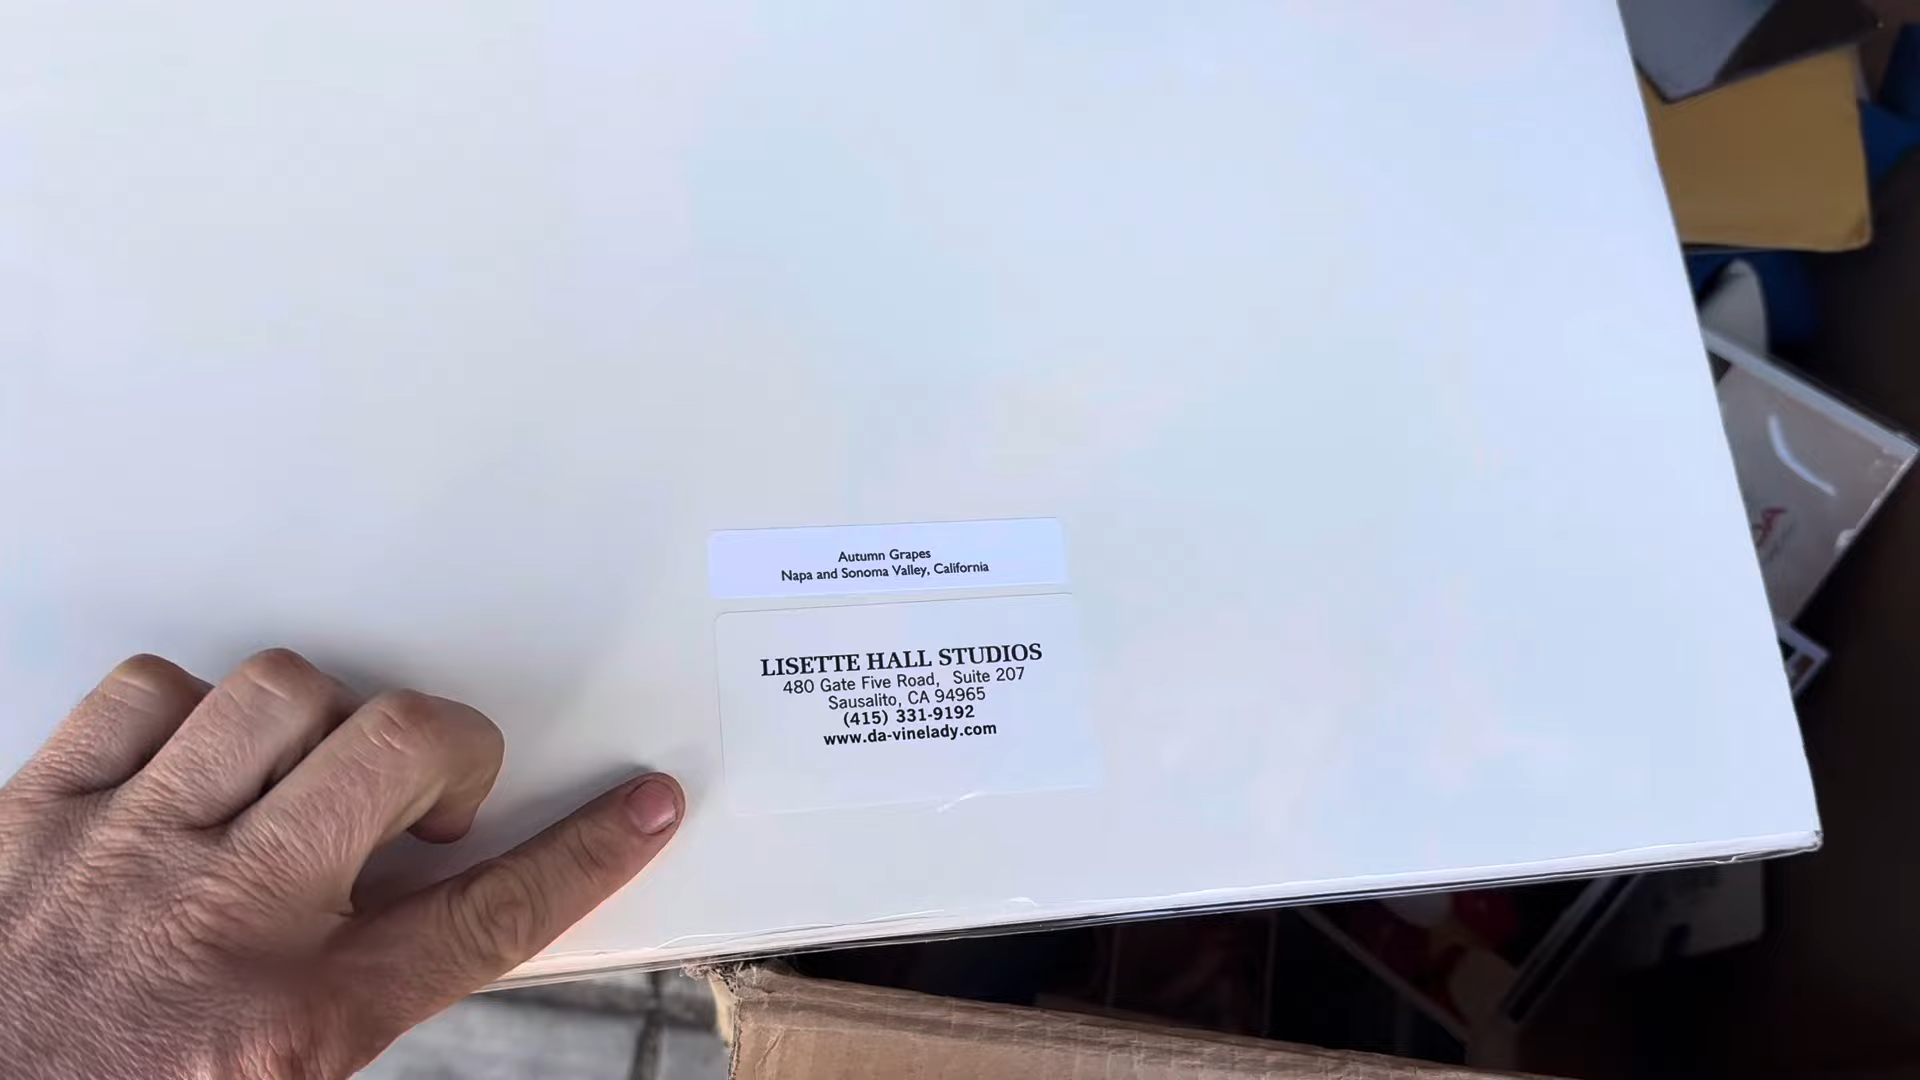 Autumn Grapes
Napa and Sonoma Valley, California
LISETTE HALL STUDIOS
480 Gate Five Road, Suite 207
Sausalito, CA 94965
(415) 331-9192
www.da-vinelady.com